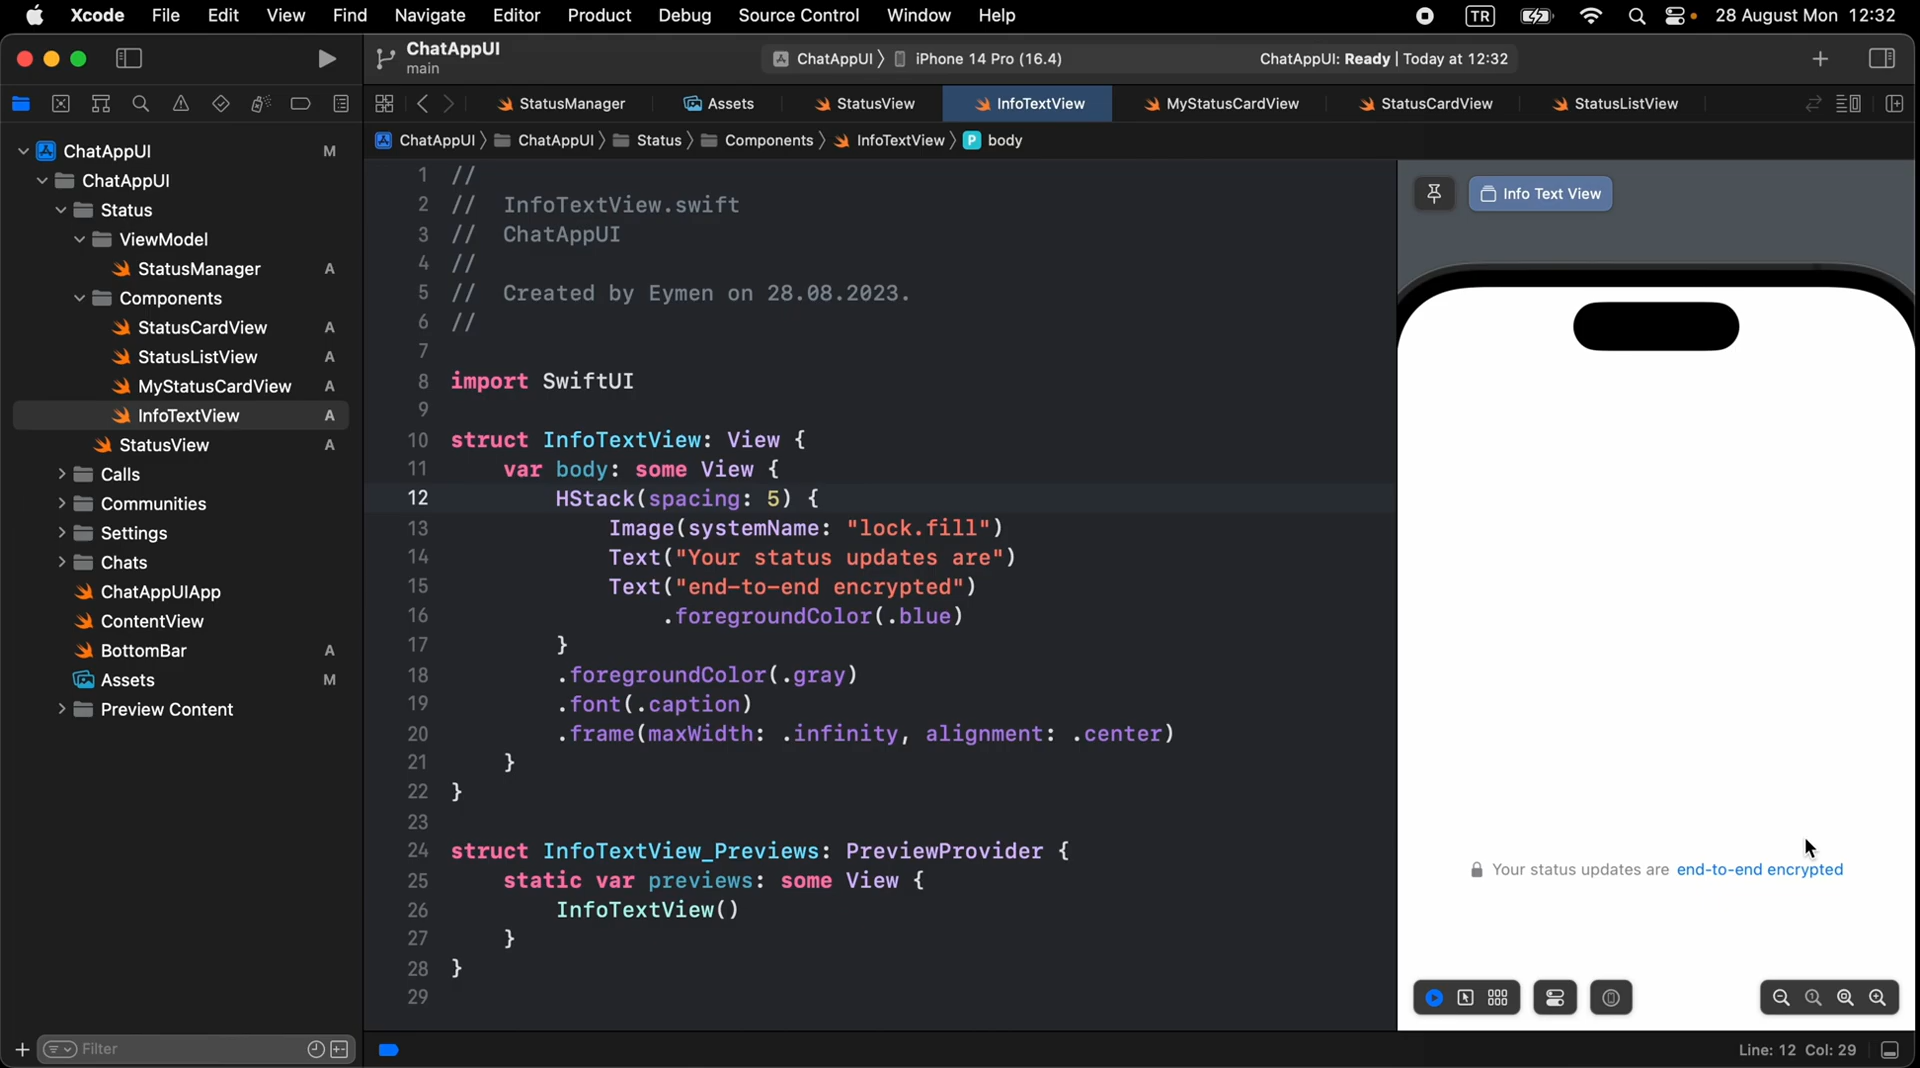 Xcode File Edit View Find Navigate Editor Product Debug Source Control Window Help TR 28 August Mon 12:32
ChatAppUI
main
ChatAppUI iPhone 14 Pro (16.4) ChatAppUI: Ready | Today at 12:32
StatusManager Assets StatusView InfoTextView MyStatusCardView StatusCardView StatusListView
ChatAppUI ChatAppUI Status Components InfoTextView P body
ChatAppUI M
ChatAppUI
Status
ViewModel
StatusManager A
Components
StatusCardView A
StatusListView A
MyStatusCardView A
InfoTextView A
StatusView A
Calls
Communities
Settings
Chats
ChatAppUIApp
ContentView
BottomBar A
Assets M
Preview Content
Filter
1 //
2 // InfoTextView.swift
3 // ChatAppUI
4 //
5 // Created by Eymen on 28.08.2023.
6 //
7
8 import SwiftUI
9
10 struct InfoTextView: View {
11 var body: some View {
12 HStack(spacing: 5) {
13 Image(systemName: "lock.fill")
14 Text("Your status updates are")
15 Text("end-to-end encrypted")
16 .foregroundColor(.blue)
17 }
18 .foregroundColor(.gray)
19 .font(.caption)
20 .frame(maxWidth: .infinity, alignment: .center)
21 }
22 }
23
24 struct InfoTextView_Previews: PreviewProvider {
25 static var previews: some View {
26 InfoTextView()
27 }
28 }
29
Info Text View
Your status updates are end-to-end encrypted
Line: 12 Col: 29